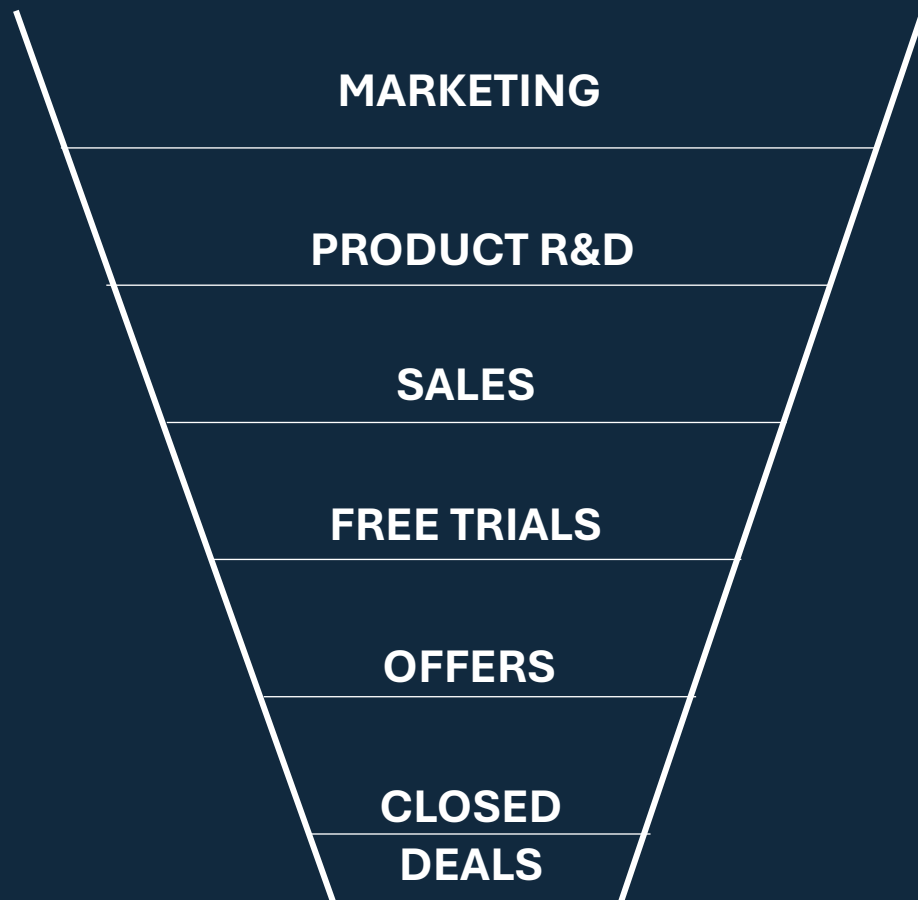 MARKETING
PRODUCT R&D
SALES
FREE TRIALS
OFFERS
CLOSED
DEALS